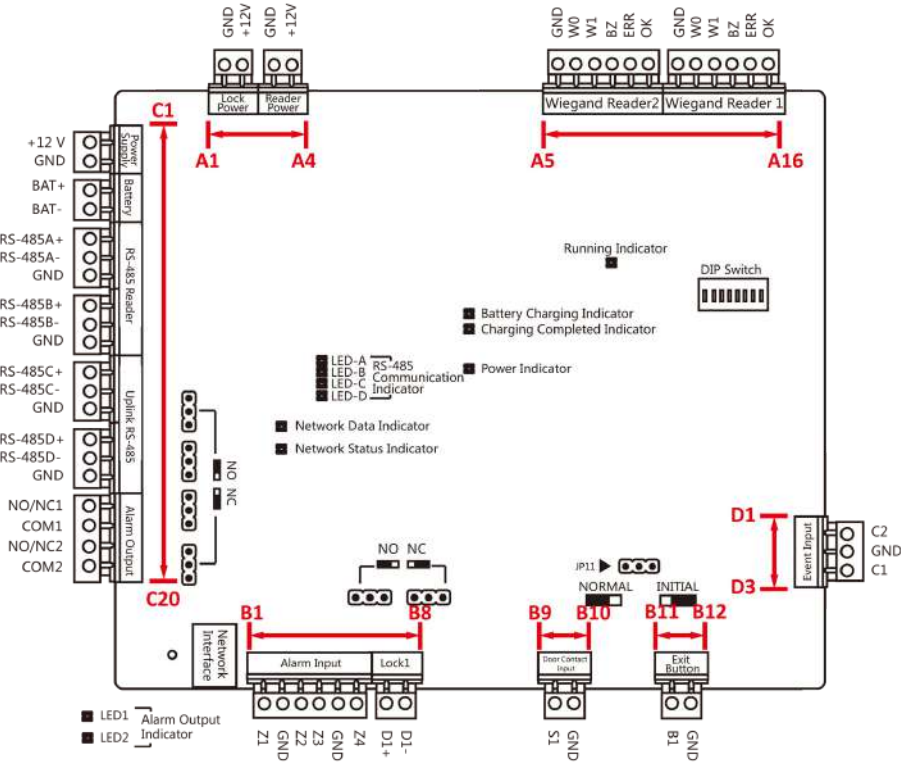 GND
+12V
GND
+12V
GND
W0
W1
BZ
ERR
OK
GND
W0
W1
BZ
ERR
OK
Lock
Power
Reader
Power
Wiegand Reader2
Wiegand Reader 1
C1
A1
A4
A5
A16
+12 V
GND
Power
Supply
BAT+
BAT-
Battery
RS-485A+
RS-485A-
GND
RS-485B+
RS-485B-
GND
RS-485 Reader
RS-485C+
RS-485C-
GND
RS-485D+
RS-485D-
GND
Uplink RS-485
NO/NC1
COM1
NO/NC2
COM2
Alarm Output
C20
NO
NC
Running Indicator
DIP Switch
Battery Charging Indicator
Charging Completed Indicator
Power Indicator
LED-A
LED-B
LED-C
LED-D
RS-485
Communication
Indicator
Network Data Indicator
Network Status Indicator
D1
D3
Event Input
C2
GND
C1
NO NC
JP11
NORMAL
INITIAL
B1
B8
B9
B10
B11
B12
Network
Interface
Alarm Input
Lock1
Door Contact
Input
Exit
Button
Z1
GND
Z2
Z3
GND
Z4
D1+
D1-
S1
GND
B1
GND
LED1
LED2
Alarm Output
Indicator